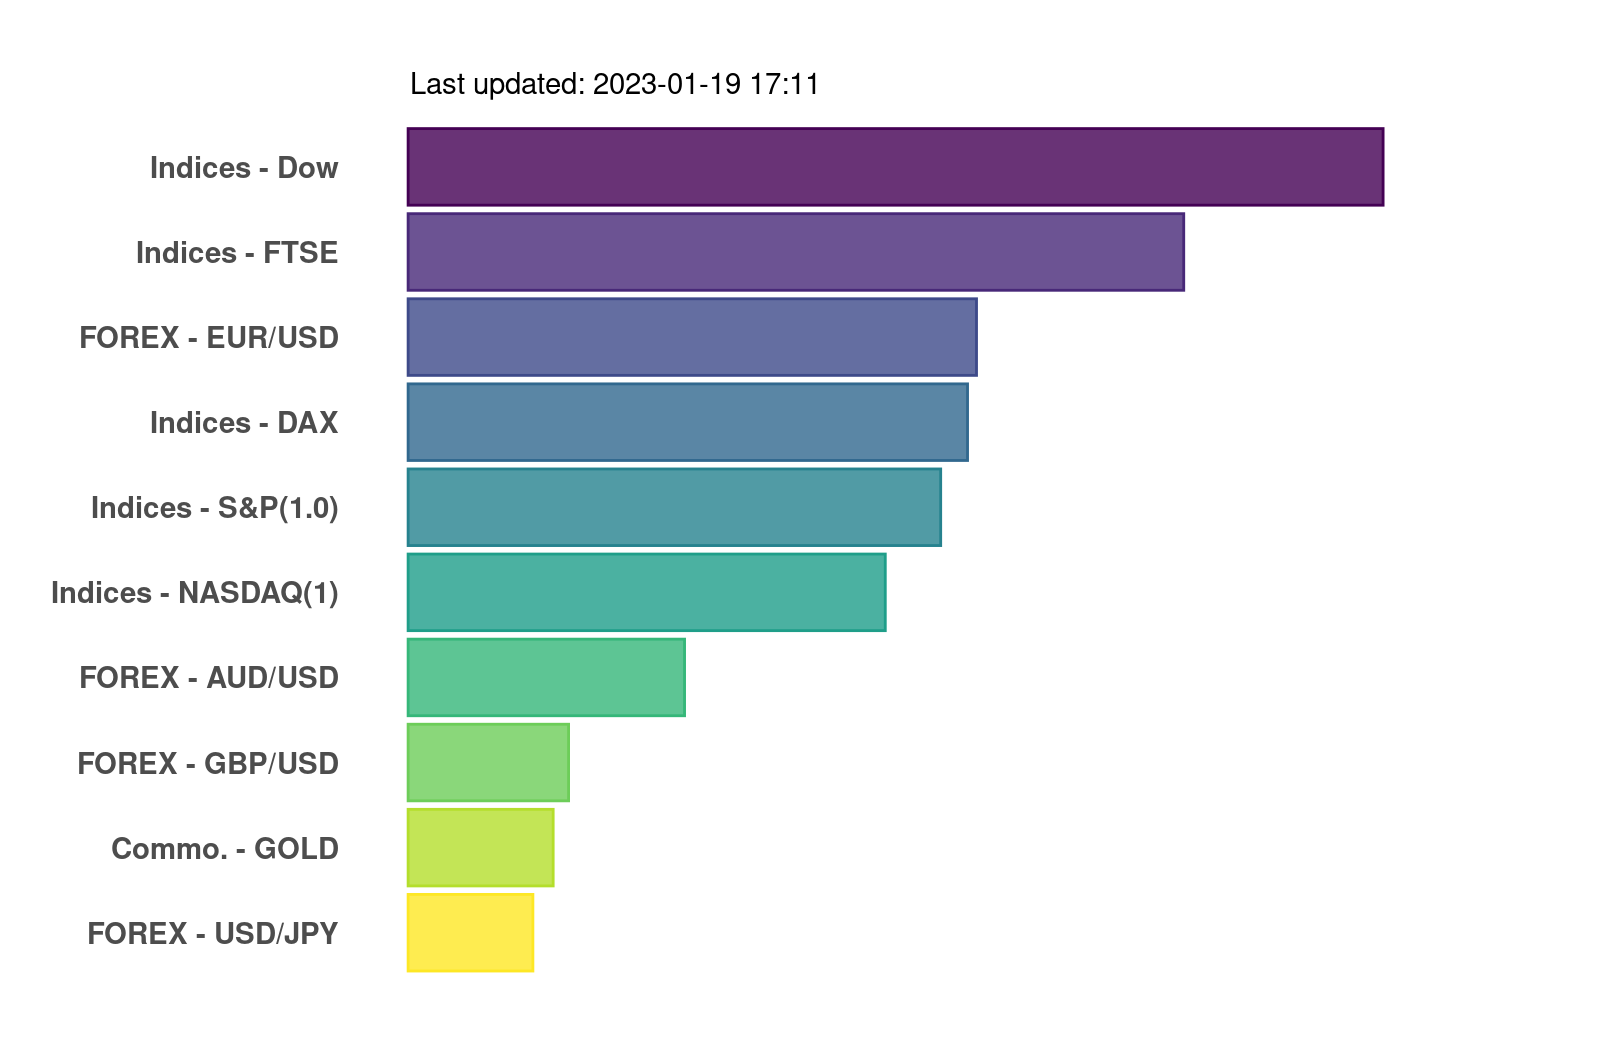 Last updated: 2023-01-19 17:11
Indices - Dow
Indices - FTSE
FOREX - EUR/USD
Indices - DAX
Indices - S&P(1.0)
Indices - NASDAQ(1)
FOREX - AUD/USD
FOREX - GBP/USD
Commo. - GOLD
FOREX - USD/JPY